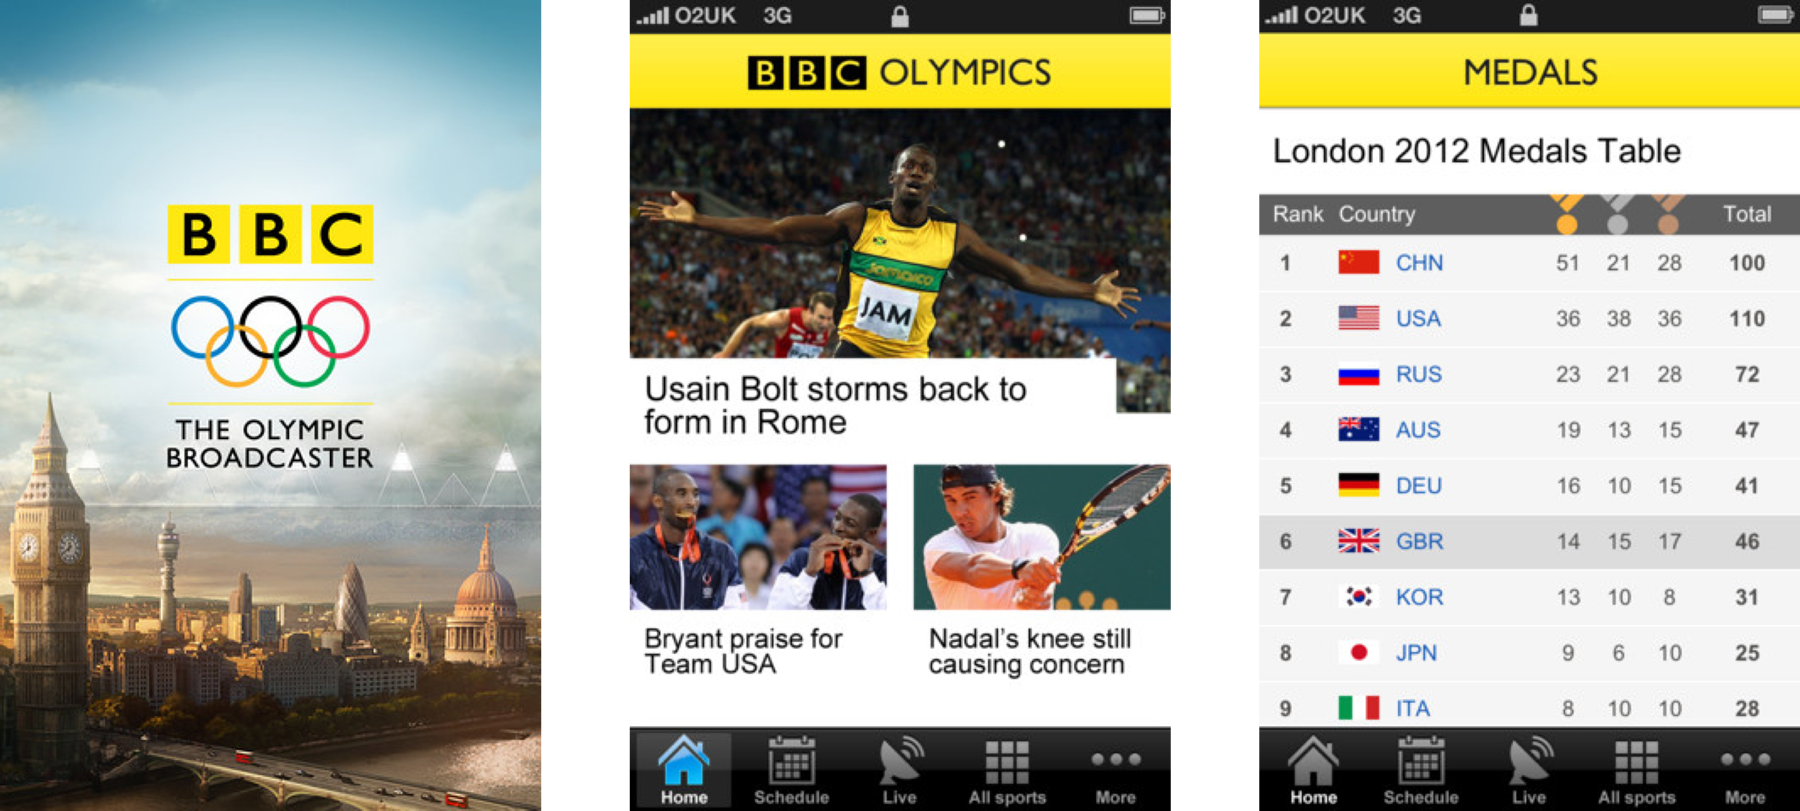 BBC
THE OLYMPIC
BROADCASTER
O2UK 3G
BBC OLYMPICS
Jamaica
JAM
Usain Bolt storms back to
form in Rome
Bryant praise for
Team USA
Nadal's knee still
causing concern
Home Schedule Live All sports More
O2UK 3G
MEDALS
London 2012 Medals Table
Rank Country Total
1 CHN 51 21 28 100
2 USA 36 38 36 110
3 RUS 23 21 28 72
4 AUS 19 13 15 47
5 DEU 16 10 15 41
6 GBR 14 15 17 46
7 KOR 13 10 8 31
8 JPN 9 6 10 25
9 ITA 8 10 10 28
Home Schedule Live All sports More